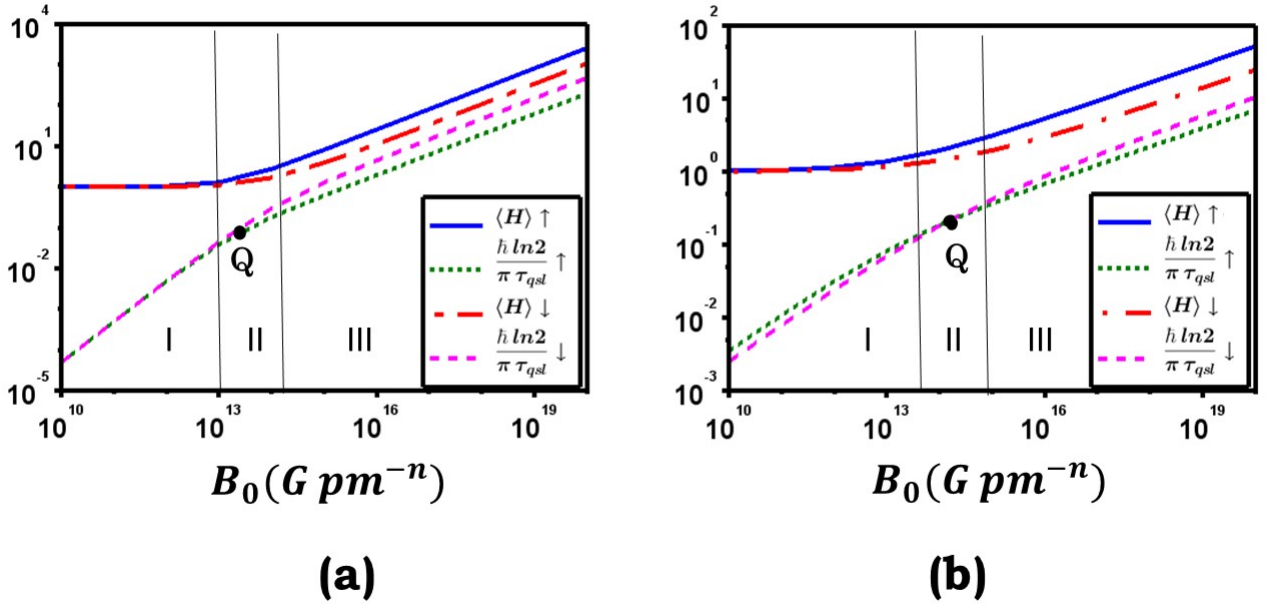 10^4
10^1
10^-2
10^-5
10^10
10^13
10^16
10^19
I
II
III
Q
⟨H⟩ ↑
ħ ln2 / π τ_qsl ↑
⟨H⟩ ↓
ħ ln2 / π τ_qsl ↓
B_0(G pm^-n)
(a)
10^2
10^1
10^0
10^-1
10^-2
10^-3
10^10
10^13
10^16
10^19
I
II
III
Q
⟨H⟩ ↑
ħ ln2 / π τ_qsl ↑
⟨H⟩ ↓
ħ ln2 / π τ_qsl ↓
B_0(G pm^-n)
(b)